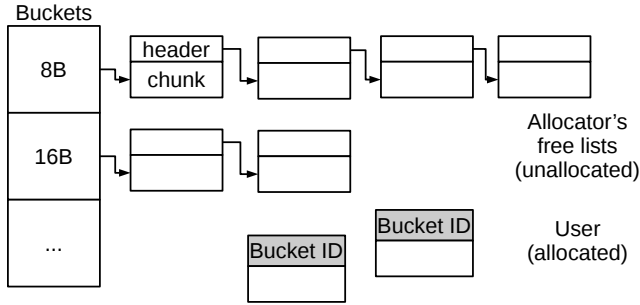 Buckets
8B
header
chunk
16B
Allocator's
free lists
(unallocated)
...
Bucket ID
Bucket ID
User
(allocated)